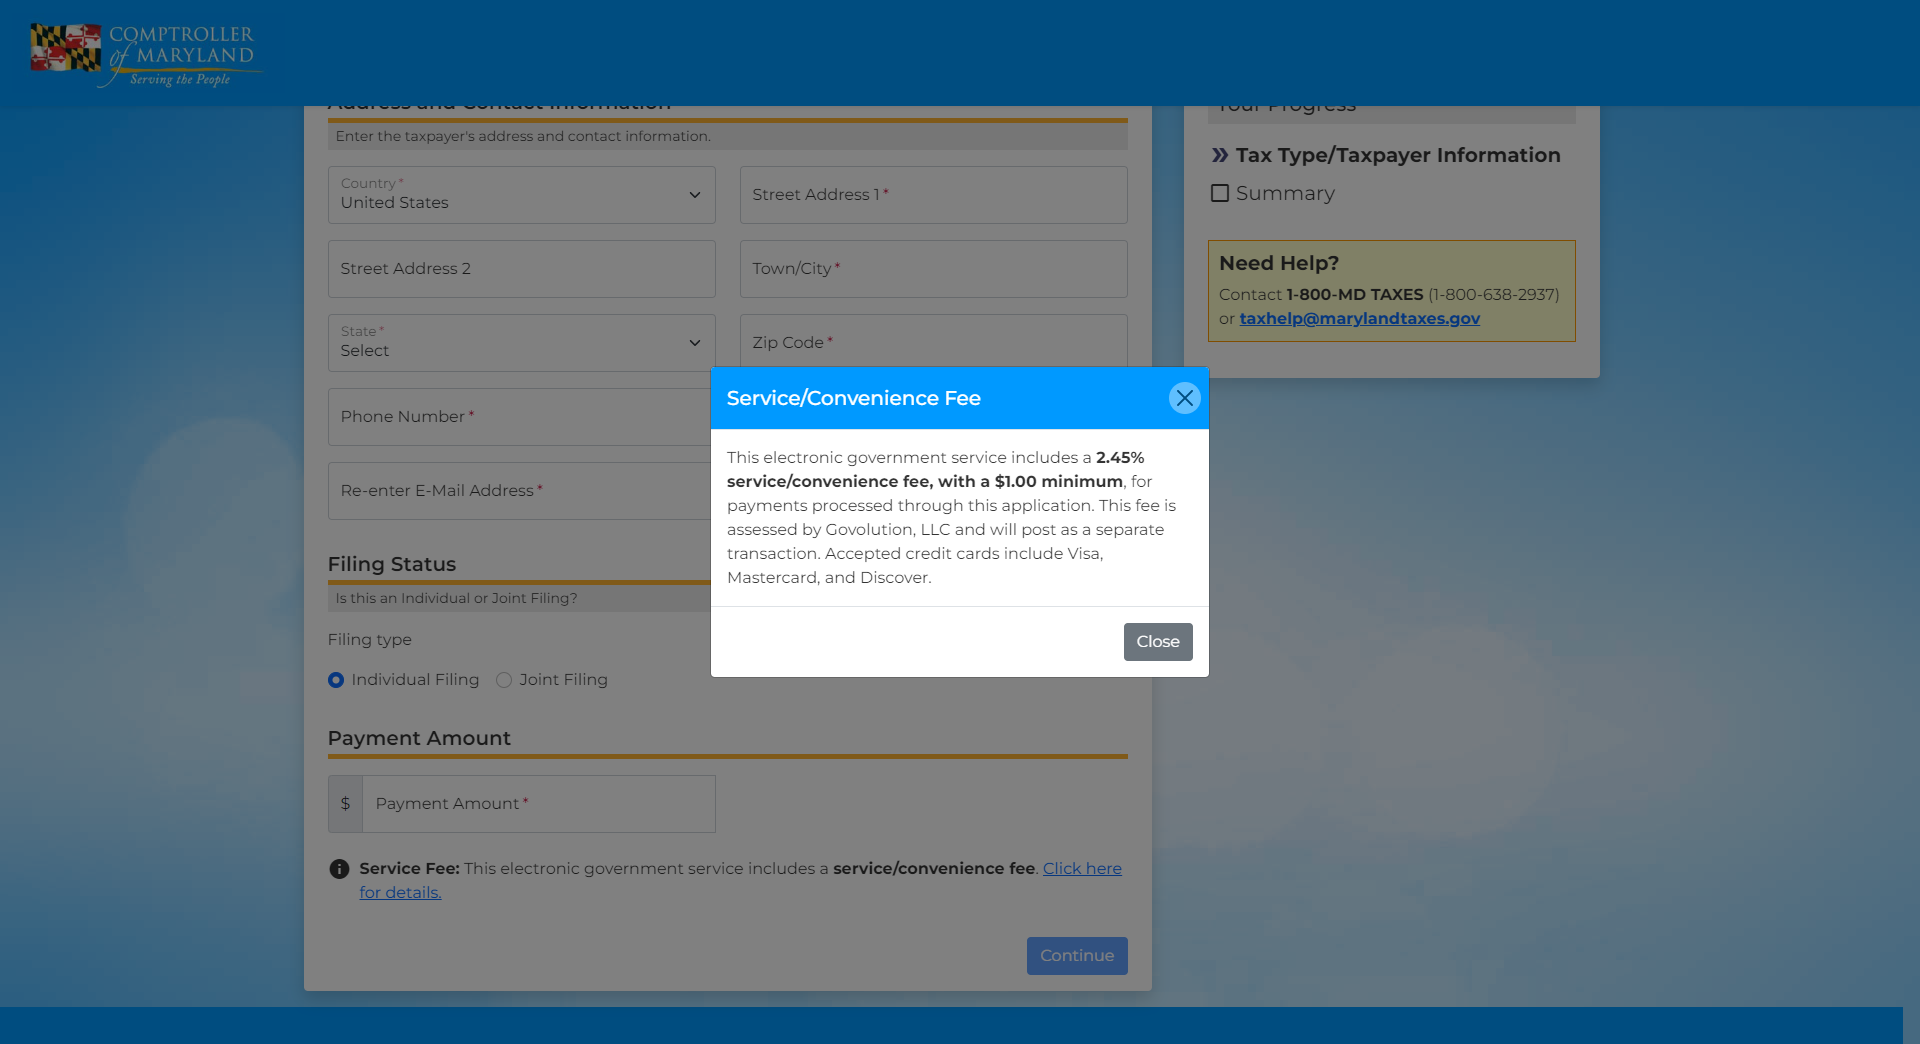 COMPTROLLER
of MARYLAND
Serving the People
Address and Contact Information
Enter the taxpayer's address and contact information.
Country *
United States
Street Address 1 *
Street Address 2
Town/City *
State *
Select
Zip Code *
Phone Number *
Re-enter E-Mail Address *
Filing Status
Is this an Individual or Joint Filing?
Filing type
Individual Filing
Joint Filing
Payment Amount
$
Payment Amount *
Service Fee: This electronic government service includes a service/convenience fee. Click here
for details.
Continue
Your Progress
Tax Type/Taxpayer Information
Summary
Need Help?
Contact 1-800-MD TAXES (1-800-638-2937)
or taxhelp@marylandtaxes.gov
Service/Convenience Fee
This electronic government service includes a 2.45%
service/convenience fee, with a $1.00 minimum, for
payments processed through this application. This fee is
assessed by Govolution, LLC and will post as a separate
transaction. Accepted credit cards include Visa,
Mastercard, and Discover.
Close